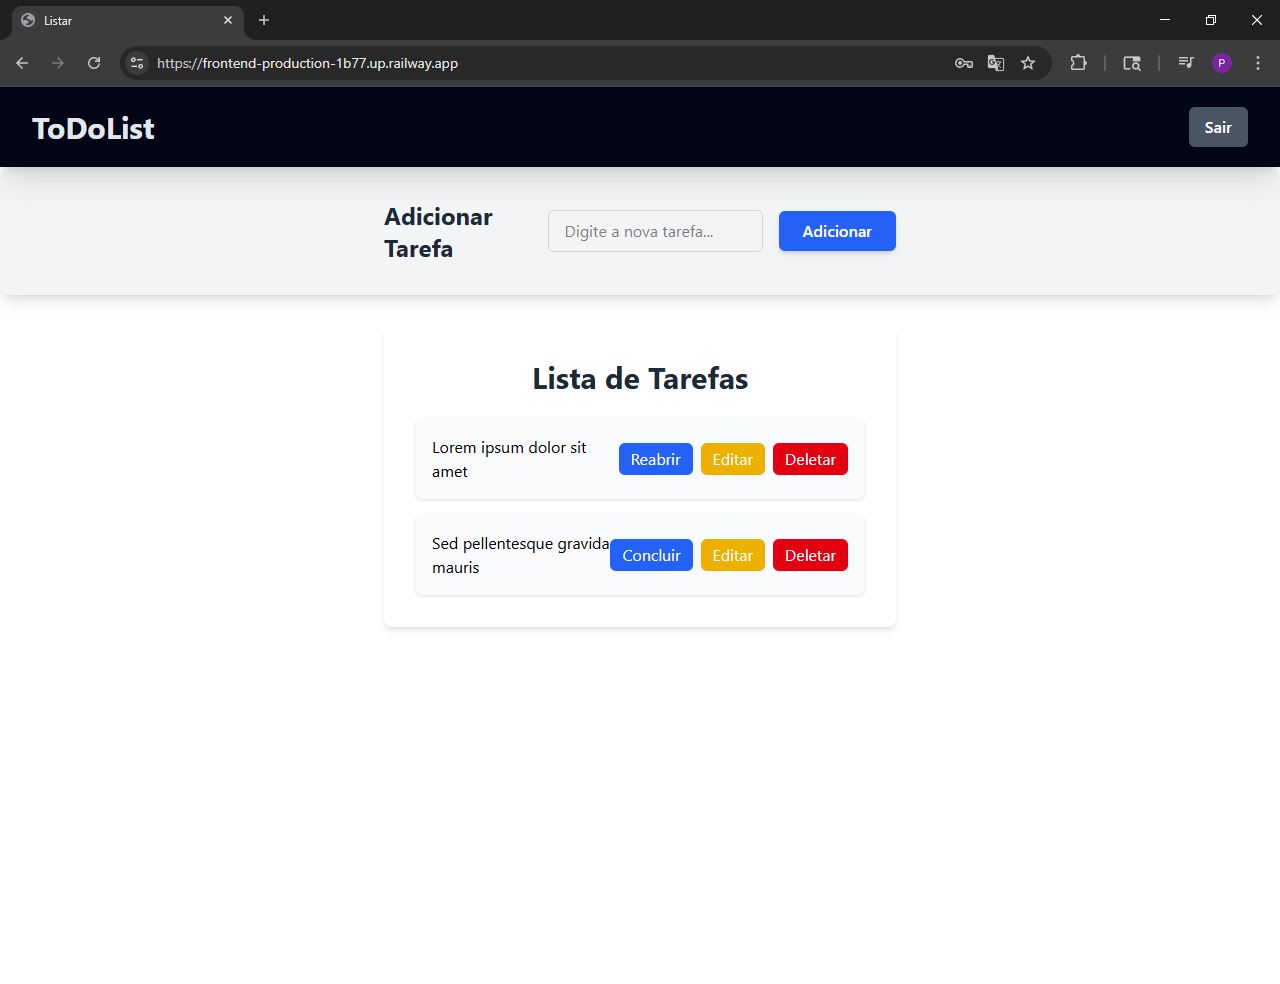 Listar
https://frontend-production-1b77.up.railway.app
P
ToDoList
Sair
Adicionar
Tarefa
Digite a nova tarefa...
Adicionar
Lista de Tarefas
Lorem ipsum dolor sit
amet
Reabrir
Editar
Deletar
Sed pellentesque gravida
mauris
Concluir
Editar
Deletar